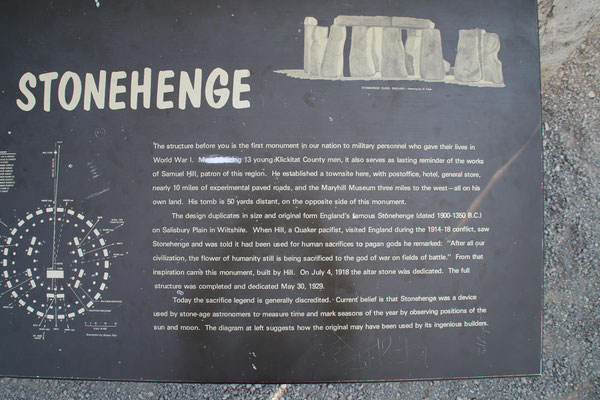 STONEHENGE
The structure before you is the first monument in our nation to military personnel who gave their lives in
World War I. 13 young Klickitat County men, it also serves as lasting reminder of the works
of Samuel Hill, patron of this region. He established a townsite here, with postoffice, hotel, general store,
nearly 10 miles of experimental paved roads, and the Maryhill Museum three miles to the west—all on his
own land. His tomb is 50 yards distant, on the opposite side of this monument.
The design duplicates in size and original form England's famous Stonehenge (dated 1900-1350 B.C.)
on Salisbury Plain in Wiltshire. When Hill, a Quaker pacifist, visited England during the 1914-18 conflict, saw
Stonehenge and was told it had been used for human sacrifices to pagan gods he remarked: "After all our
civilization, the flower of humanity still is being sacrificed to the god of war on fields of battle." From that
inspiration came this monument, built by Hill. On July 4, 1918 the altar stone was dedicated. The full
structure was completed and dedicated May 30, 1929.
Today the sacrifice legend is generally discredited. Current belief is that Stonehenge was a device
used by stone-age astronomers to measure time and mark seasons of the year by observing positions of the
sun and moon. The diagram at left suggests how the original may have been used by its ingenious builders.